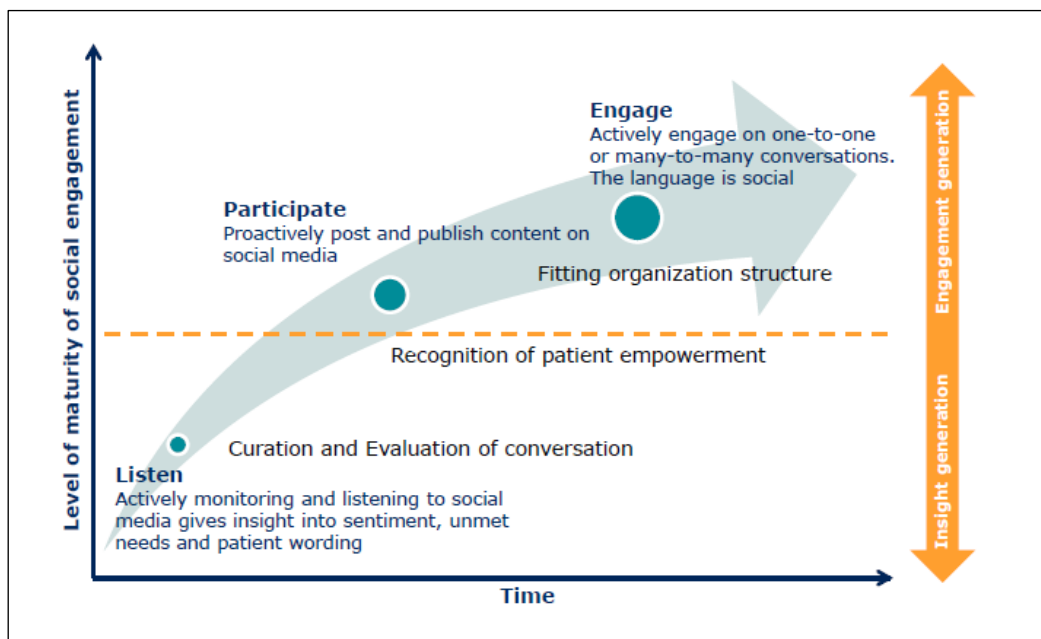 Level of maturity of social engagement
Engage
Actively engage on one-to-one
or many-to-many conversations.
The language is social
Participate
Proactively post and publish content on
social media
Fitting organization structure
Recognition of patient empowerment
Curation and Evaluation of conversation
Listen
Actively monitoring and listening to social
media gives insight into sentiment, unmet
needs and patient wording
Time
Engagement generation
Insight generation